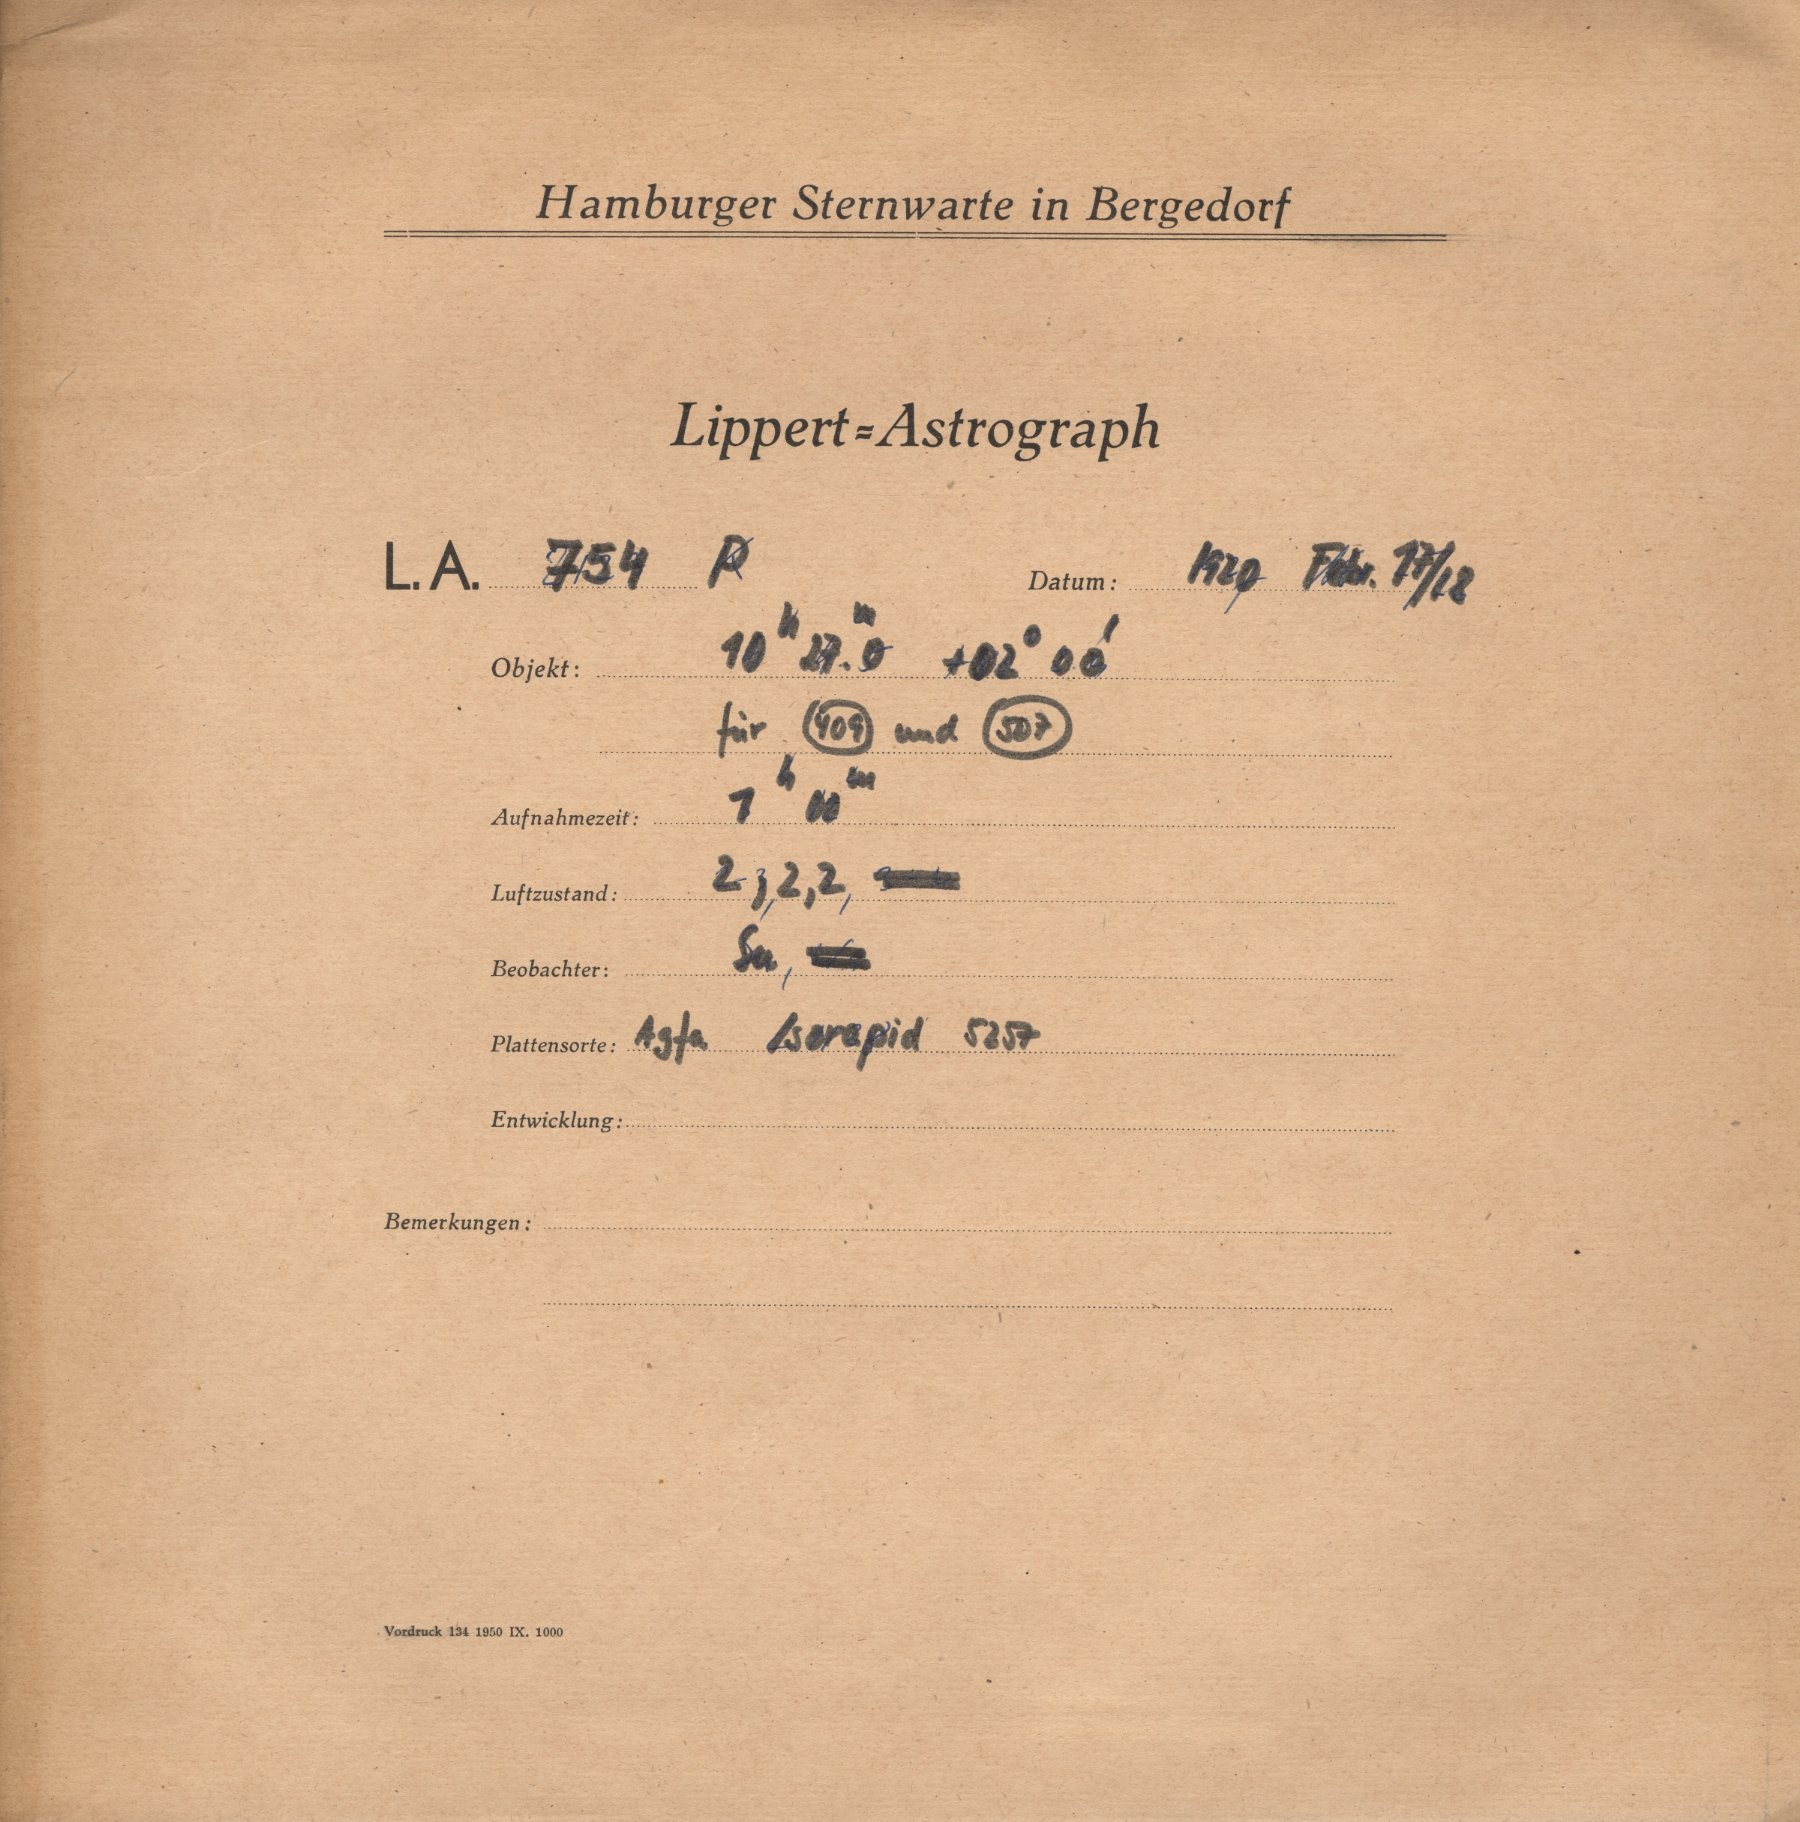 Hamburger Sternwarte in Bergedorf
Lippert=Astrograph
L. A. 754 R Datum: 1920 Febr. 17/18
Objekt: 10ʰ 27.0ᵐ +02° 00′
für 409 und 507
Aufnahmezeit: 1ʰ 00ᵐ
Luftzustand: 2-3, 2, 2,
Beobachter:
Plattensorte: Agfa Isorapid 5257
Entwicklung:
Bemerkungen:
Vordruck 134 1950 IX. 1000